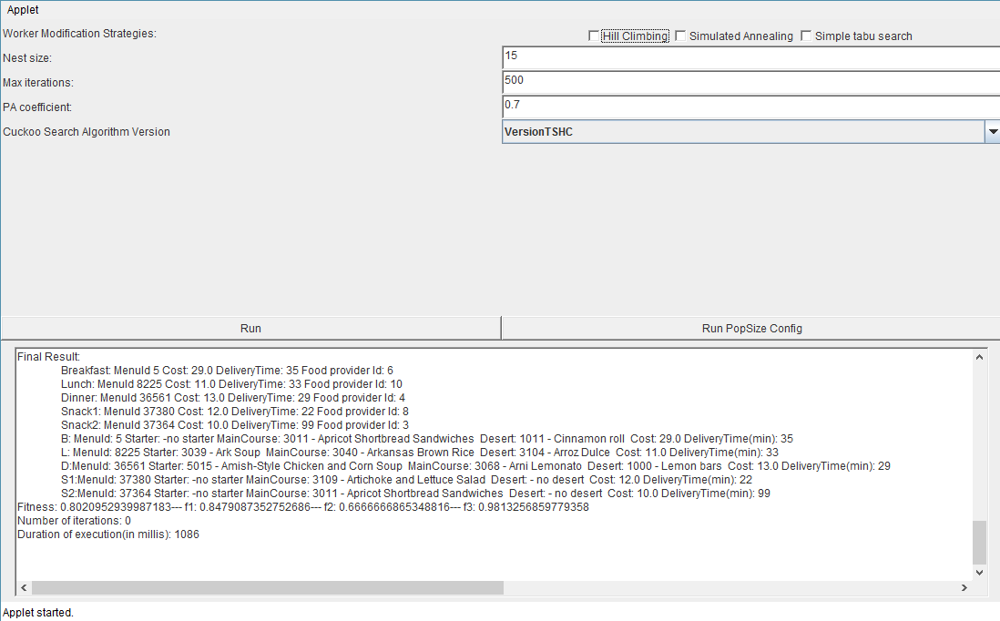 Applet
Worker Modification Strategies:
Hill Climbing Simulated Annealing Simple tabu search
Nest size: 15
Max iterations: 500
PA coefficient: 0.7
Cuckoo Search Algorithm Version VersionTSHC
Run Run PopSize Config
Final Result:
Breakfast: MenuId 5 Cost: 29.0 DeliveryTime: 35 Food provider Id: 6
Lunch: MenuId 8225 Cost: 11.0 DeliveryTime: 33 Food provider Id: 10
Dinner: MenuId 36561 Cost: 13.0 DeliveryTime: 29 Food provider Id: 4
Snack1: MenuId 37380 Cost: 12.0 DeliveryTime: 22 Food provider Id: 8
Snack2: MenuId 37364 Cost: 10.0 DeliveryTime: 99 Food provider Id: 3
B: MenuId: 5 Starter: -no starter MainCourse: 3011 - Apricot Shortbread Sandwiches Desert: 1011 - Cinnamon roll Cost: 29.0 DeliveryTime(min): 35
L: MenuId: 8225 Starter: 3039 - Ark Soup MainCourse: 3040 - Arkansas Brown Rice Desert: 3104 - Arroz Dulce Cost: 11.0 DeliveryTime(min): 33
D:MenuId: 36561 Starter: 5015 - Amish-Style Chicken and Corn Soup MainCourse: 3068 - Arni Lemonato Desert: 1000 - Lemon bars Cost: 13.0 DeliveryTime(min): 29
S1:MenuId: 37380 Starter: -no starter MainCourse: 3109 - Artichoke and Lettuce Salad Desert: - no desert Cost: 12.0 DeliveryTime(min): 22
S2:MenuId: 37364 Starter: -no starter MainCourse: 3011 - Apricot Shortbread Sandwiches Desert: - no desert Cost: 10.0 DeliveryTime(min): 99
Fitness: 0.8020952939987183--- f1: 0.8479087352752686--- f2: 0.6666666865348816--- f3: 0.9813256859779358
Number of iterations: 0
Duration of execution(in millis): 1086
Applet started.